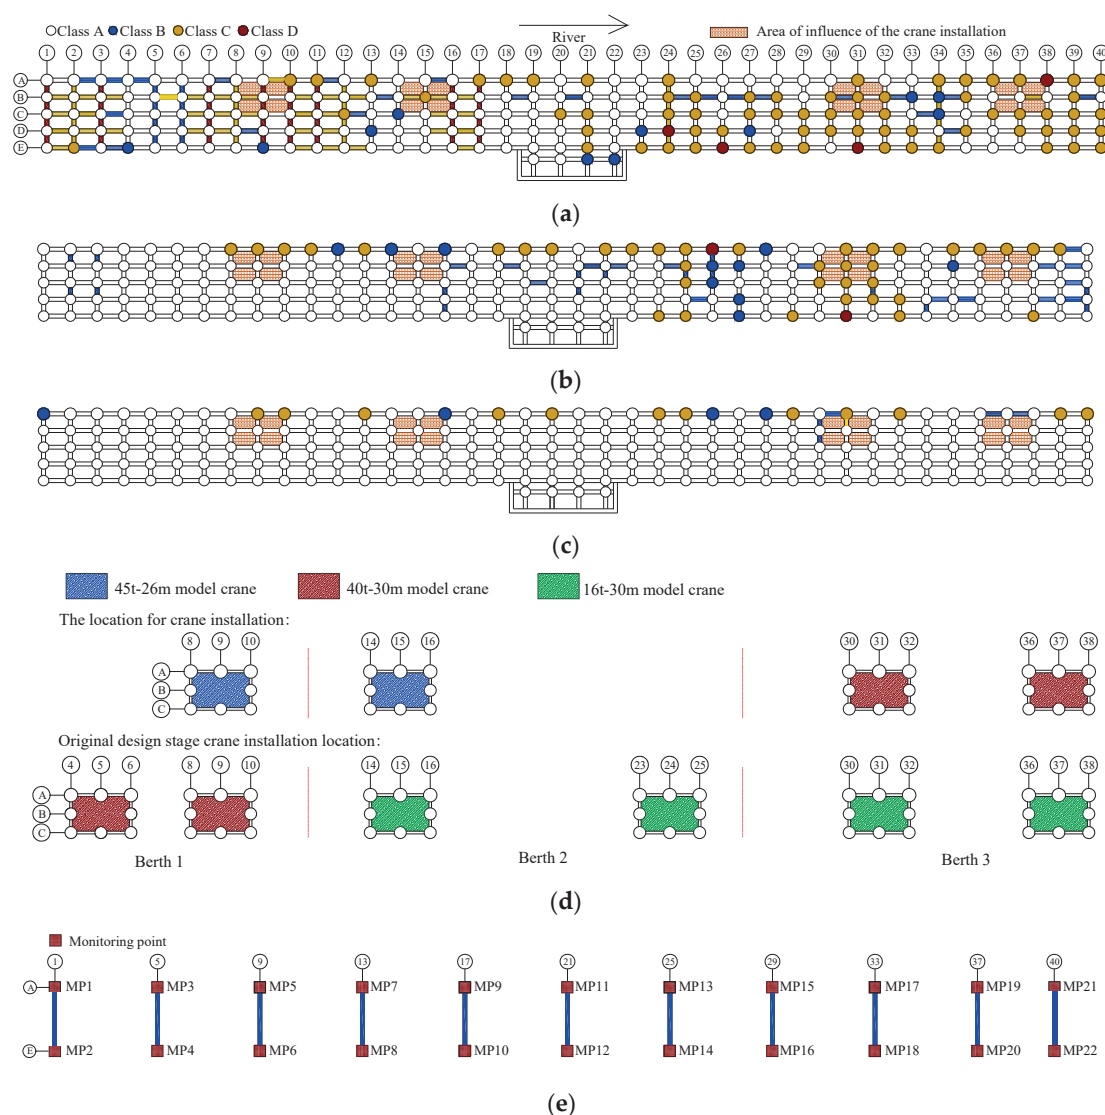 Class A Class B Class C Class D River Area of influence of the crane installation
1 2 3 4 5 6 7 8 9 10 11 12 13 14 15 16 17 18 19 20 21 22 23 24 25 26 27 28 29 30 31 32 33 34 35 36 37 38 39 40
A
B
C
D
E
(a)
(b)
(c)
45t-26m model crane 40t-30m model crane 16t-30m model crane
The location for crane installation:
8 9 10 14 15 16 30 31 32 36 37 38
A
B
C
Original design stage crane installation location:
4 5 6 8 9 10 14 15 16 23 24 25 30 31 32 36 37 38
A
B
C
Berth 1 Berth 2 Berth 3
(d)
Monitoring point
1 5 9 13 17 21 25 29 33 37 40
A MP1 MP3 MP5 MP7 MP9 MP11 MP13 MP15 MP17 MP19 MP21
E MP2 MP4 MP6 MP8 MP10 MP12 MP14 MP16 MP18 MP20 MP22
(e)